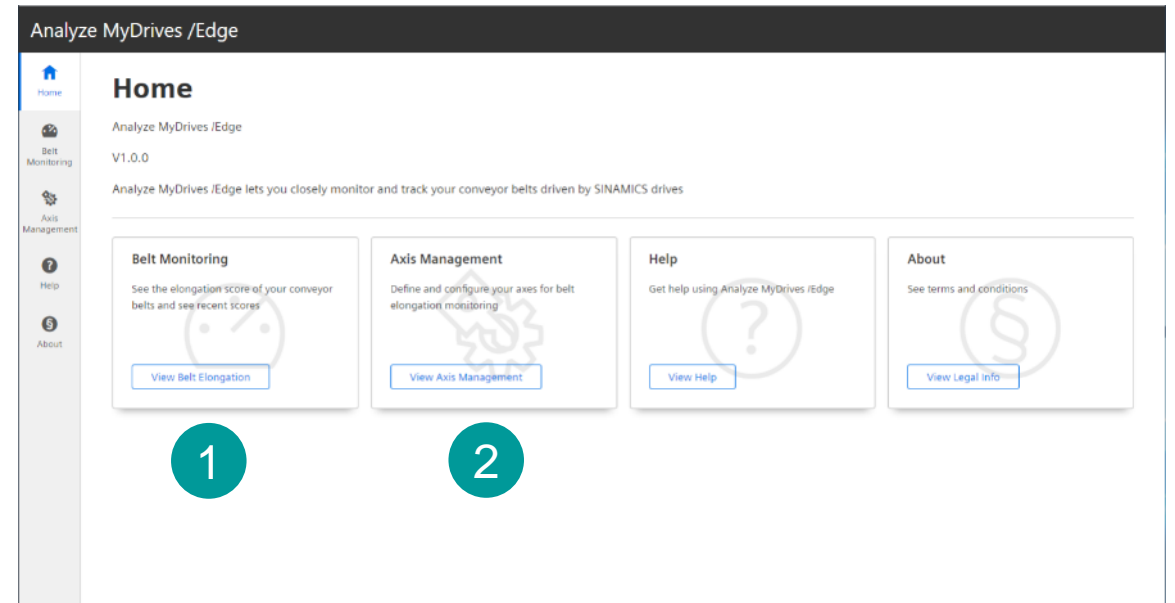 Analyze MyDrives /Edge
Home
Belt
Monitoring
Axis
Management
Help
About
Home
Analyze MyDrives /Edge
V1.0.0
Analyze MyDrives /Edge lets you closely monitor and track your conveyor belts driven by SINAMICS drives
Belt Monitoring
See the elongation score of your conveyor
belts and see recent scores
View Belt Elongation
Axis Management
Define and configure your axes for belt
elongation monitoring
View Axis Management
Help
Get help using Analyze MyDrives /Edge
?
View Help
About
See terms and conditions
§
View Legal Info
1
2